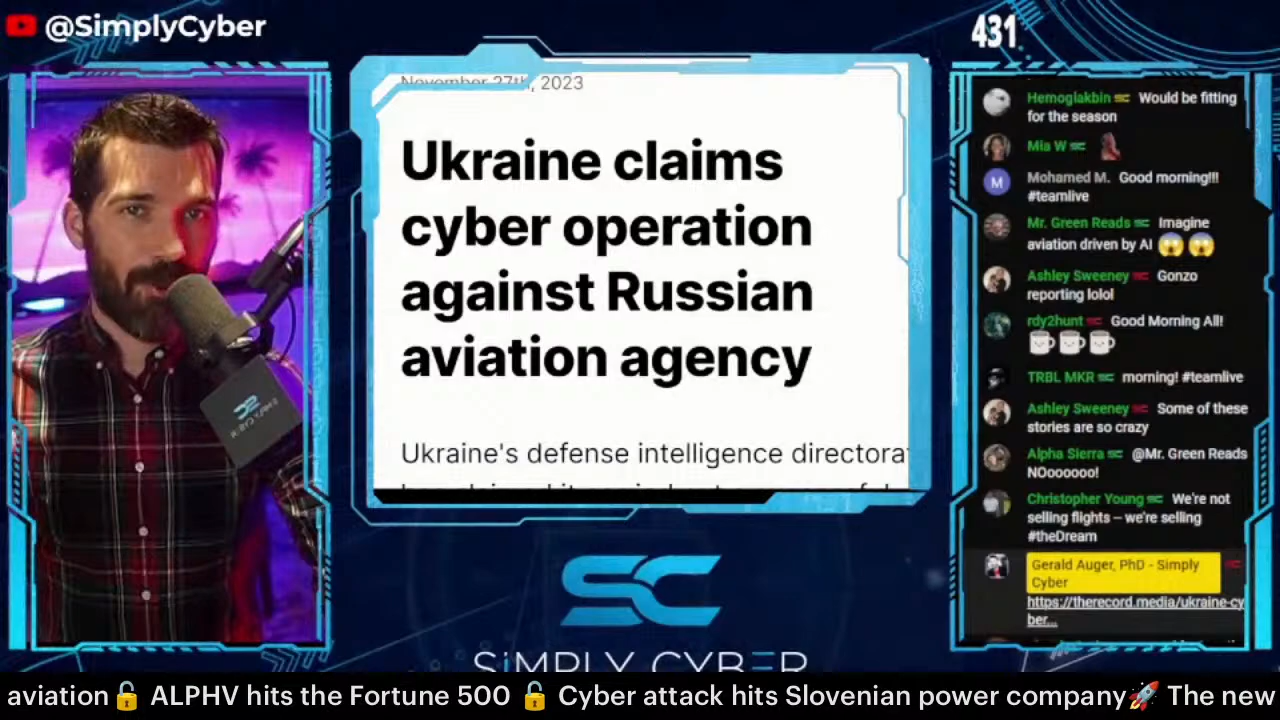 @SimplyCyber
431
November 27th, 2023
Ukraine claims
cyber operation
against Russian
aviation agency
Ukraine's defense intelligence
SC
SIMPLY CYBER
Hemoglakbin Would be fitting
for the season
Mia W
M Mohamed M. Good morning!!!
#teamlive
Mr. Green Reads Imagine
aviation driven by AI 😱 😱
Ashley Sweeney Gonzo
reporting lolol
rdy2hunt Good Morning All!
TRBL MKR morning! #teamlive
Ashley Sweeney Some of these
stories are so crazy
Alpha Sierra @Mr. Green Reads
NOoooooo!
Christopher Young We're not
selling flights – we're selling
#theDream
Gerald Auger, PhD - Simply
Cyber
https://therecord.media/ukraine-cy
ber...
aviation🔓 ALPHV hits the Fortune 500 🔓 Cyber attack hits Slovenian power company🚀 The new